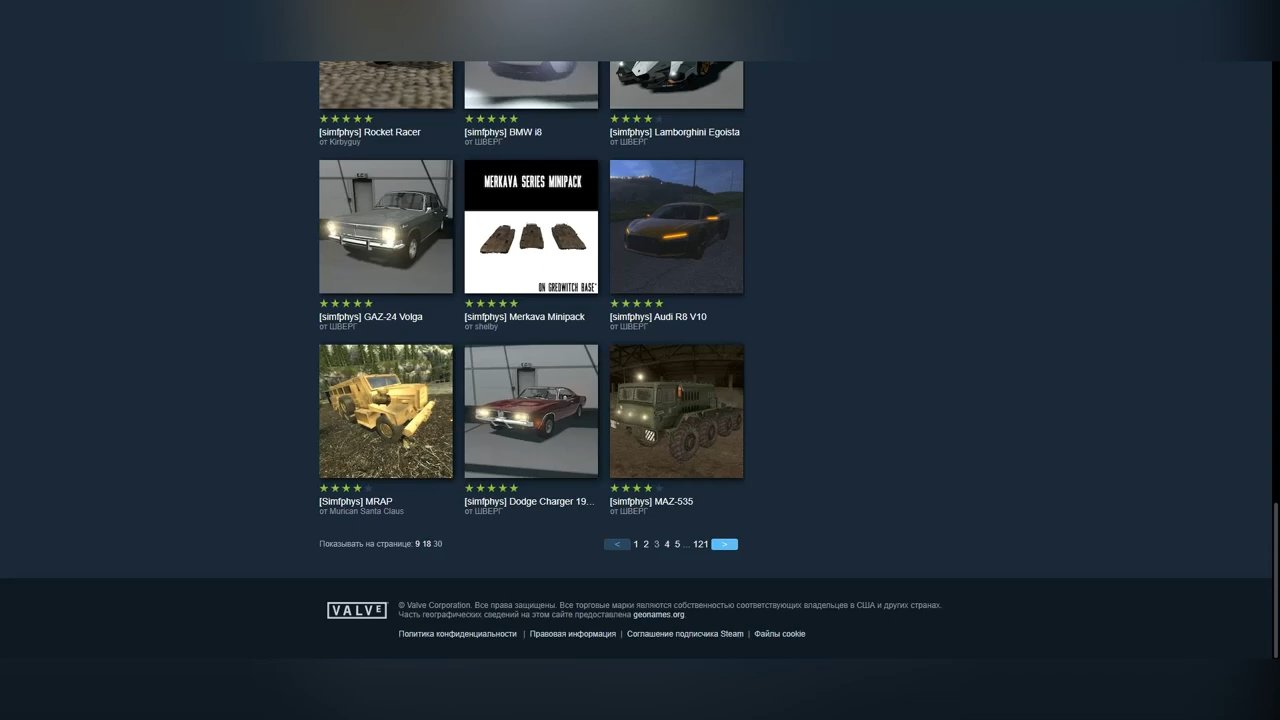 [simfphys] Rocket Racer
от Kirbyguy
[simfphys] BMW i8
от ШВЕРГ
[simfphys] Lamborghini Egoista
от ШВЕРГ
MERKAVA SERIES MINIPACK
ON GREDWITCH BASE"
[simfphys] GAZ-24 Volga
от ШВЕРГ
[simfphys] Merkava Minipack
от shelby
[simfphys] Audi R8 V10
от ШВЕРГ
[Simfphys] MRAP
от Murican Santa Claus
[simfphys] Dodge Charger 19...
от ШВЕРГ
[simfphys] MAZ-535
от ШВЕРГ
Показывать на странице: 9 18 30
< 1 2 3 4 5 ... 121 >
VALVE
© Valve Corporation. Все права защищены. Все торговые марки являются собственностью соответствующих владельцев в США и других странах.
Часть географических сведений на этом сайте предоставлена geonames.org.
Политика конфиденциальности | Правовая информация | Соглашение подписчика Steam | Файлы cookie